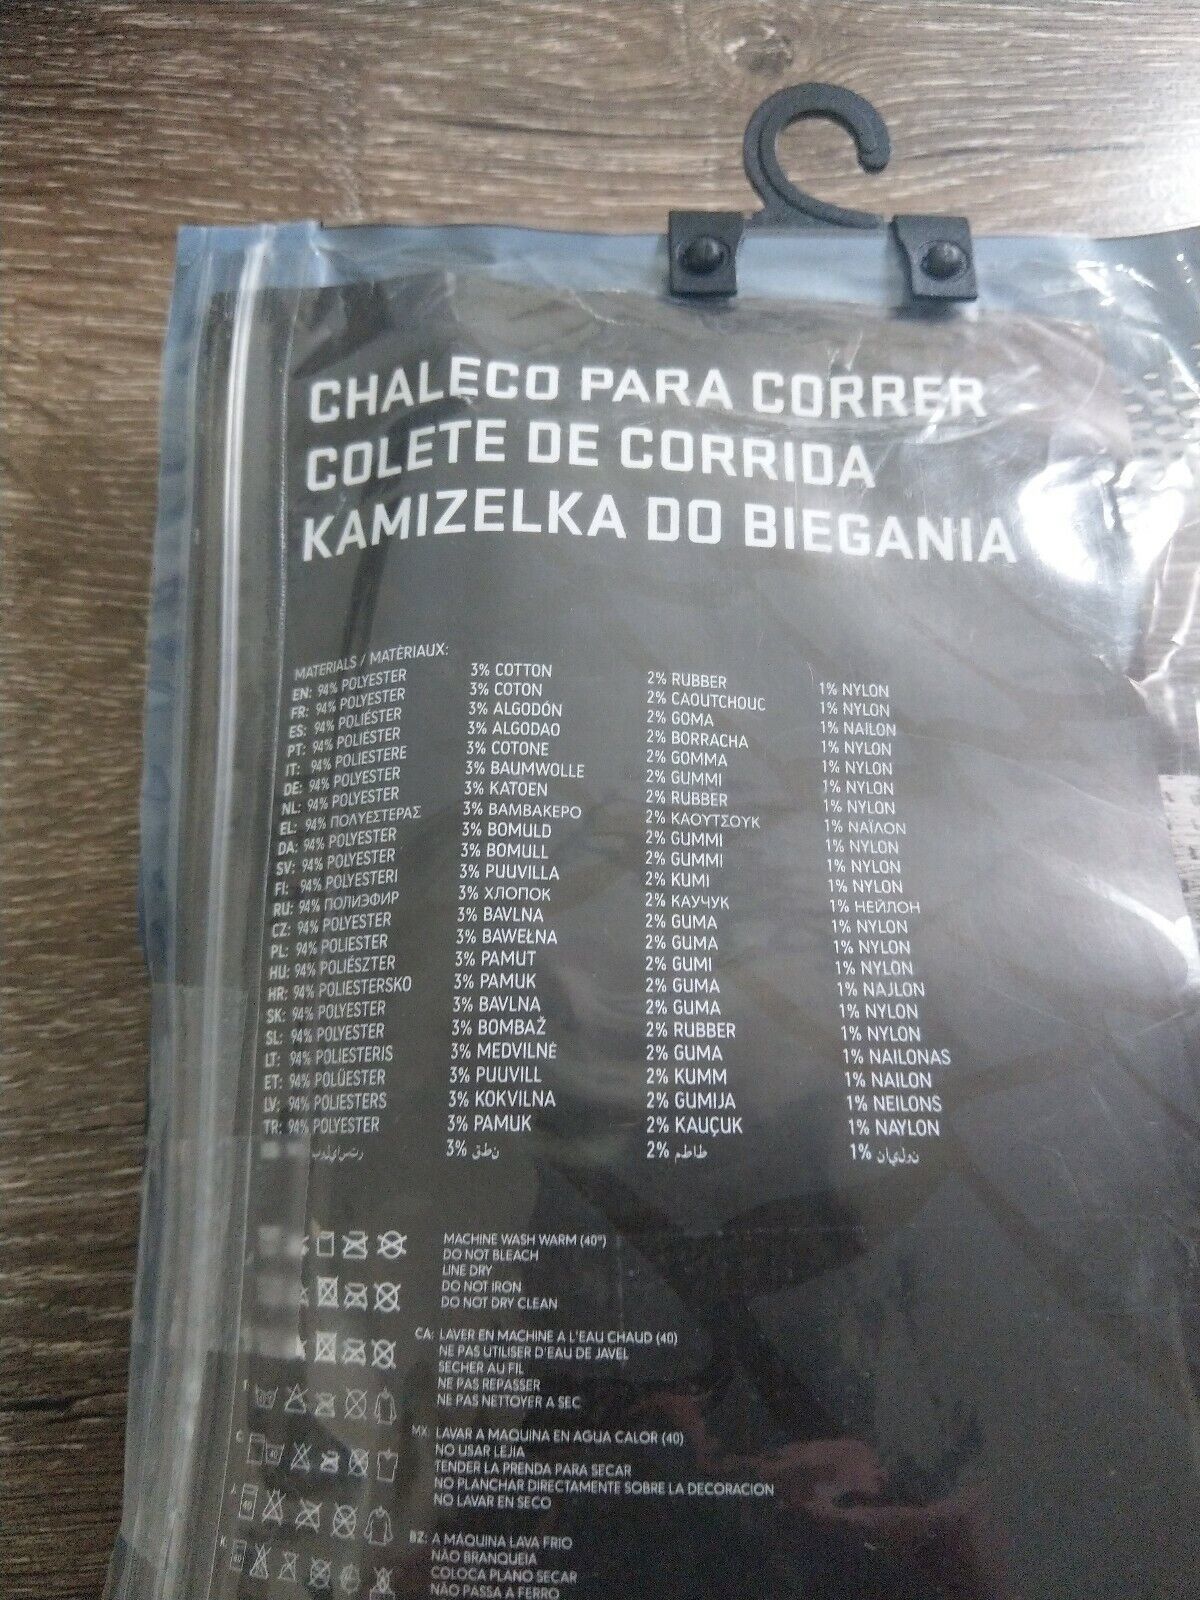 CHALECO PARA CORRER
COLETE DE CORRIDA
KAMIZELKA DO BIEGANIA
MATERIALS / MATÈRIAUX:
EN: 94% POLYESTER 3% COTTON 2% RUBBER 1% NYLON
FR: 94% POLYESTER 3% COTON 2% CAOUTCHOUC 1% NYLON
ES: 94% POLIÉSTER 3% ALGODÓN 2% GOMA 1% NAILON
PT: 94% POLIÉSTER 3% ALGODAO 2% BORRACHA 1% NYLON
IT: 94% POLIESTERE 3% COTONE 2% GOMMA 1% NYLON
DE: 94% POLYESTER 3% BAUMWOLLE 2% GUMMI 1% NYLON
NL: 94% POLYESTER 3% KATOEN 2% RUBBER 1% NYLON
EL: 94% ΠΟΛΥΕΣΤΕΡΑΣ 3% ΒΑΜΒΑΚΕΡΟ 2% ΚΑΟΥΤΣΟΥΚ 1% ΝΑΪΛΟΝ
DA: 94% POLYESTER 3% BOMULD 2% GUMMI 1% NYLON
SV: 94% POLYESTER 3% BOMULL 2% GUMMI 1% NYLON
FI: 94% POLYESTERI 3% PUUVILLA 2% KUMI 1% NYLON
RU: 94% ПОЛИЭФИР 3% ХЛОПОК 2% КАУЧУК 1% НЕЙЛОН
CZ: 94% POLYESTER 3% BAVLNA 2% GUMA 1% NYLON
PL: 94% POLIESTER 3% BAWEŁNA 2% GUMA 1% NYLON
HU: 94% POLIÉSZTER 3% PAMUT 2% GUMI 1% NYLON
HR: 94% POLIESTERSKO 3% PAMUK 2% GUMA 1% NAJLON
SK: 94% POLYESTER 3% BAVLNA 2% GUMA 1% NYLON
SL: 94% POLYESTER 3% BOMBAŽ 2% RUBBER 1% NYLON
LT: 94% POLIESTERIS 3% MEDVILNĖ 2% GUMA 1% NAILONAS
ET: 94% POLÜESTER 3% PUUVILL 2% KUMM 1% NAILON
LV: 94% POLIESTERS 3% KOKVILNA 2% GUMIJA 1% NEILONS
TR: 94% POLYESTER 3% PAMUK 2% KAUÇUK 1% NAYLON
بوليستر 3% قطن 2% مطاط 1% نايلون
MACHINE WASH WARM (40°)
DO NOT BLEACH
LINE DRY
DO NOT IRON
DO NOT DRY CLEAN
CA: LAVER EN MACHINE A L'EAU CHAUD (40)
NE PAS UTILISER D'EAU DE JAVEL
SECHER AU FIL
NE PAS REPASSER
NE PAS NETTOYER A SEC
MX: LAVAR A MAQUINA EN AGUA CALOR (40)
NO USAR LEJIA
TENDER LA PRENDA PARA SECAR
NO PLANCHAR DIRECTAMENTE SOBRE LA DECORACION
NO LAVAR EN SECO
BZ: A MÁQUINA LAVA FRIO
NÃO BRANQUEIA
COLOCA PLANO SECAR
NÃO PASSA A FERRO